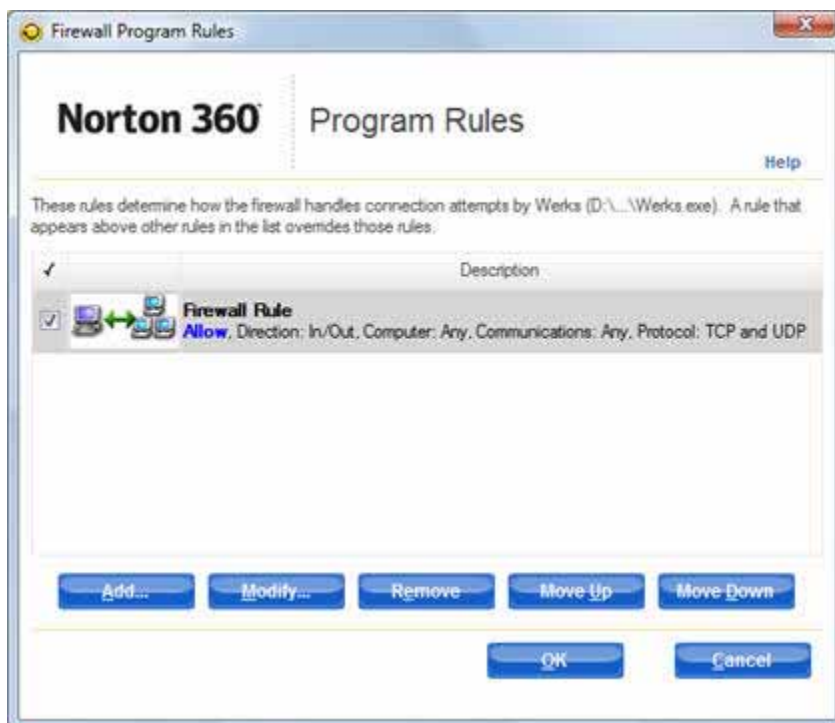 Firewall Program Rules
Norton 360
Program Rules
Help
These rules determine how the firewall handles connection attempts by Werks (D:\...\Werks.exe). A rule that
appears above other rules in the list overrides those rules.
Description
Firewall Rule
Allow, Direction: In/Out, Computer: Any, Communications: Any, Protocol: TCP and UDP
Add...
Modify...
Remove
Move Up
Move Down
OK
Cancel